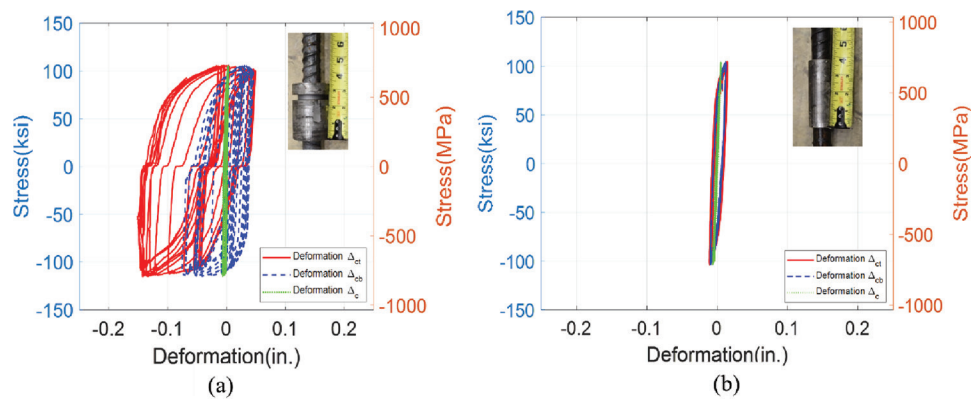 150
100
50
0
-50
-100
-150
Stress(ksi)
1000
500
0
-500
-1000
Stress(MPa)
Deformation Δct
Deformation Δcb
Deformation Δc
-0.2 -0.1 0 0.1 0.2
Deformation(in.)
(a)
150
100
50
0
-50
-100
-150
Stress(ksi)
1000
500
0
-500
-1000
Stress(MPa)
Deformation Δct
Deformation Δcb
Deformation Δc
-0.2 -0.1 0 0.1 0.2
Deformation(in.)
(b)